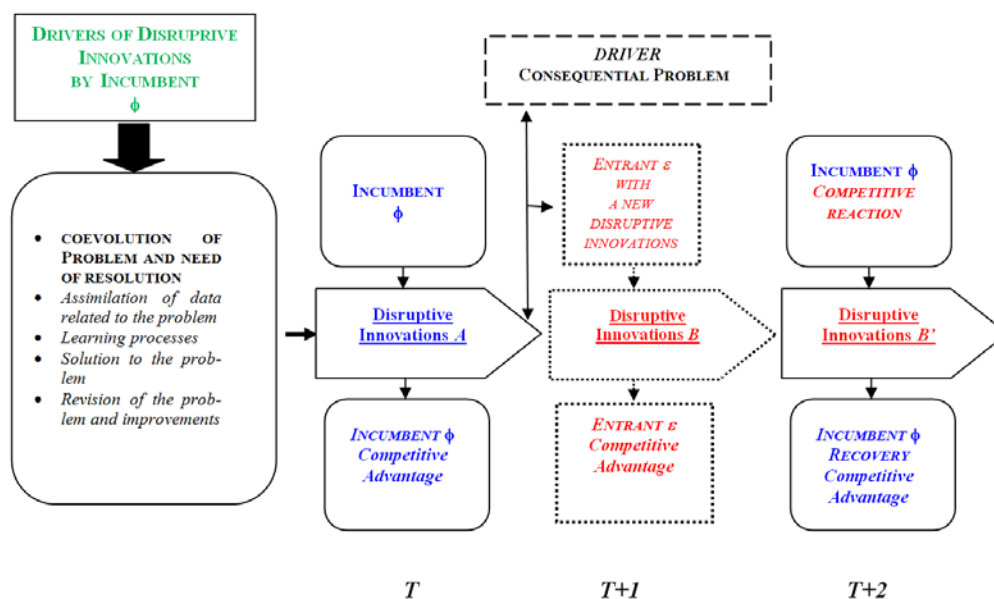 DRIVERS OF DISRUPRIVE
INNOVATIONS
BY INCUMBENT
ϕ
• COEVOLUTION OF
PROBLEM AND NEED
OF RESOLUTION
• Assimilation of data
related to the problem
• Learning processes
• Solution to the prob-
lem
• Revision of the prob-
lem and improvements
DRIVER
CONSEQUENTIAL PROBLEM
INCUMBENT
ϕ
Disruptive
Innovations A
INCUMBENT ϕ
Competitive
Advantage
ENTRANT ε
WITH
A NEW
DISRUPTIVE
INNOVATIONS
Disruptive
Innovations B
ENTRANT ε
Competitive
Advantage
INCUMBENT ϕ
COMPETITIVE
REACTION
Disruptive
Innovations B’
INCUMBENT ϕ
RECOVERY
Competitive
Advantage
T
T+1
T+2